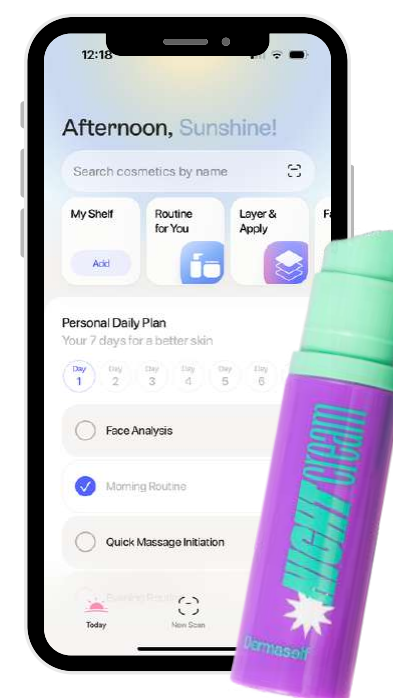 12:18
Afternoon, Sunshine!
Search cosmetics by name
My Shelf
Add
Routine
for You
Layer &
Apply
Personal Daily Plan
Your 7 days for a better skin
Day
1
Day
2
Day
3
Day
4
Day
5
Day
6
Face Analysis
Morning Routine
Quick Massage Initiation
Evening Routine
Today
New Scan
NIGHT cream
Dermaself